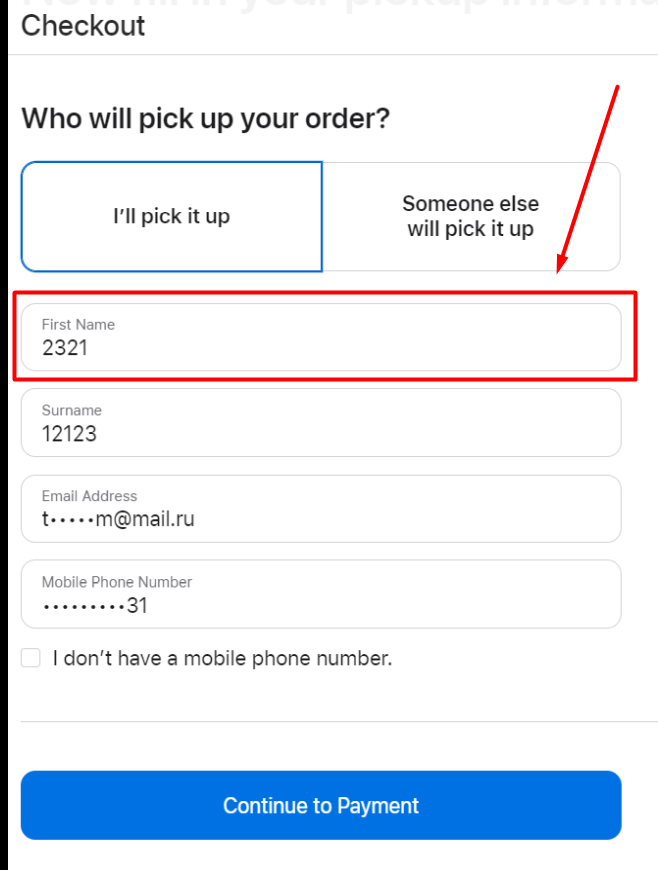 Checkout
Who will pick up your order?
I’ll pick it up
Someone else
will pick it up
First Name
2321
Surname
12123
Email Address
t•••••m@mail.ru
Mobile Phone Number
•••••••••31
I don’t have a mobile phone number.
Continue to Payment